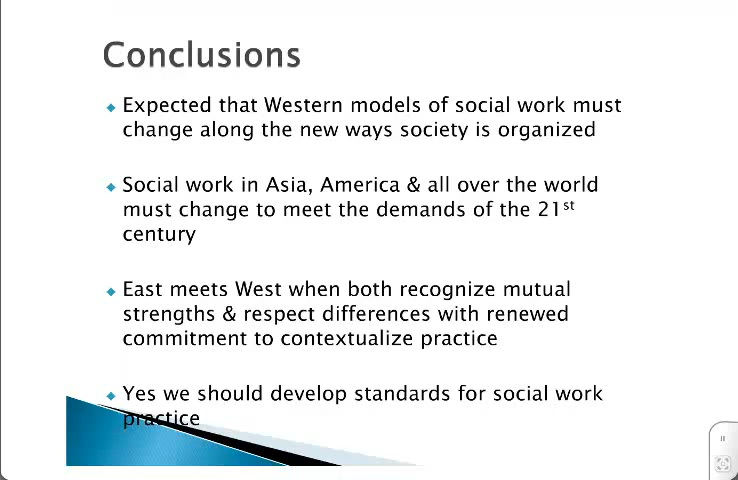 Conclusions
Expected that Western models of social work must
change along the new ways society is organized
Social work in Asia, America & all over the world
must change to meet the demands of the 21st
century
East meets West when both recognize mutual
strengths & respect differences with renewed
commitment to contextualize practice
Yes we should develop standards for social work
practice